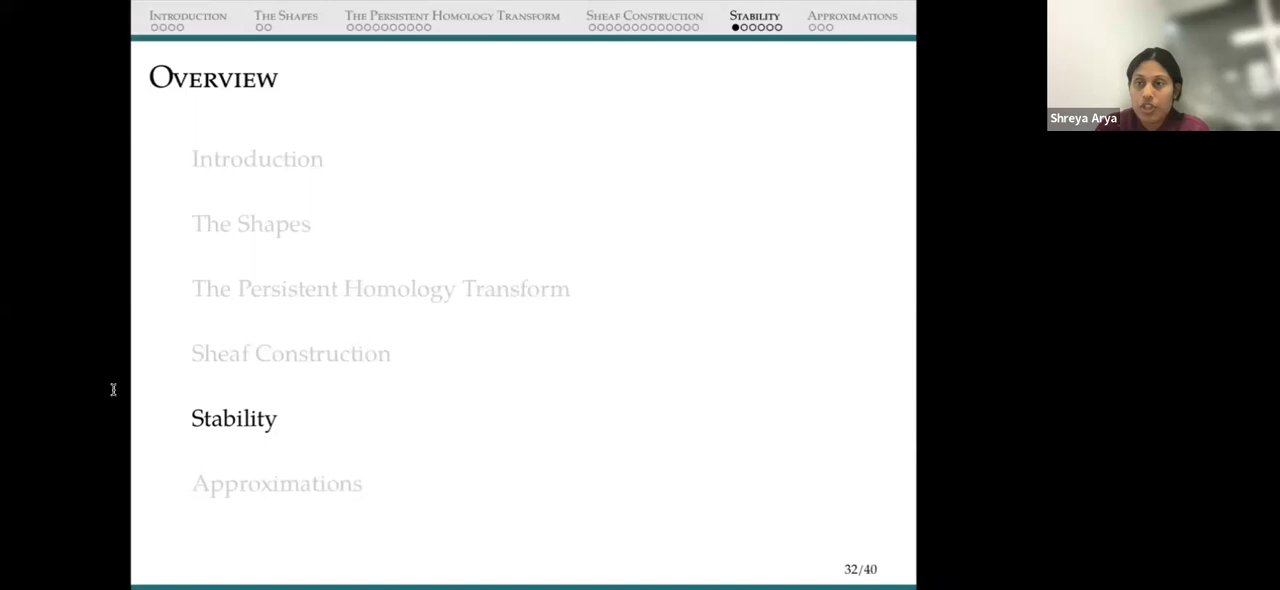 Introduction The Shapes The Persistent Homology Transform Sheaf Construction Stability Approximations
Overview
Introduction
The Shapes
The Persistent Homology Transform
Sheaf Construction
Stability
Approximations
32/40
Shreya Arya